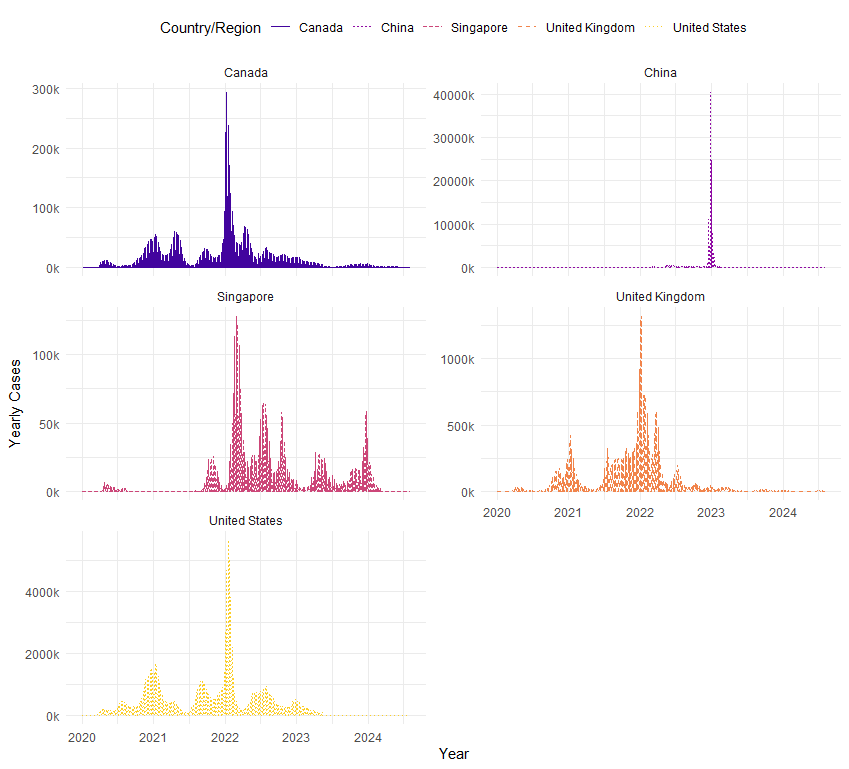 Country/Region Canada China Singapore United Kingdom United States
Canada
300k
200k
100k
0k
China
40000k
30000k
20000k
10000k
0k
Singapore
100k
50k
0k
United Kingdom
1000k
500k
0k
2020 2021 2022 2023 2024
United States
4000k
2000k
0k
2020 2021 2022 2023 2024
Yearly Cases
Year